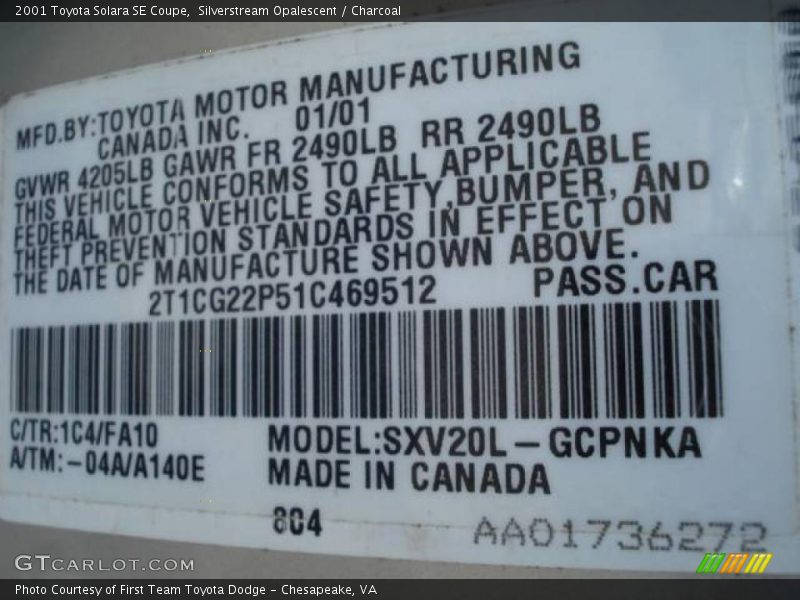 2001 Toyota Solara SE Coupe,  Silverstream Opalescent / Charcoal
MFD.BY:TOYOTA MOTOR MANUFACTURING
CANADA INC. 01/01
GVWR 4205LB GAWR FR 2490LB RR 2490LB
THIS VEHICLE CONFORMS TO ALL APPLICABLE
FEDERAL MOTOR VEHICLE SAFETY,BUMPER, AND
THEFT PREVENTION STANDARDS IN EFFECT ON
THE DATE OF MANUFACTURE SHOWN ABOVE.
2T1CG22P51C469512 PASS.CAR
C/TR:1C4/FA10 MODEL:SXV20L-GCPNKA
A/TM:-04A/A140E MADE IN CANADA
804 AA01736272
GTCARLOT.COM
Photo Courtesy of First Team Toyota Dodge - Chesapeake, VA